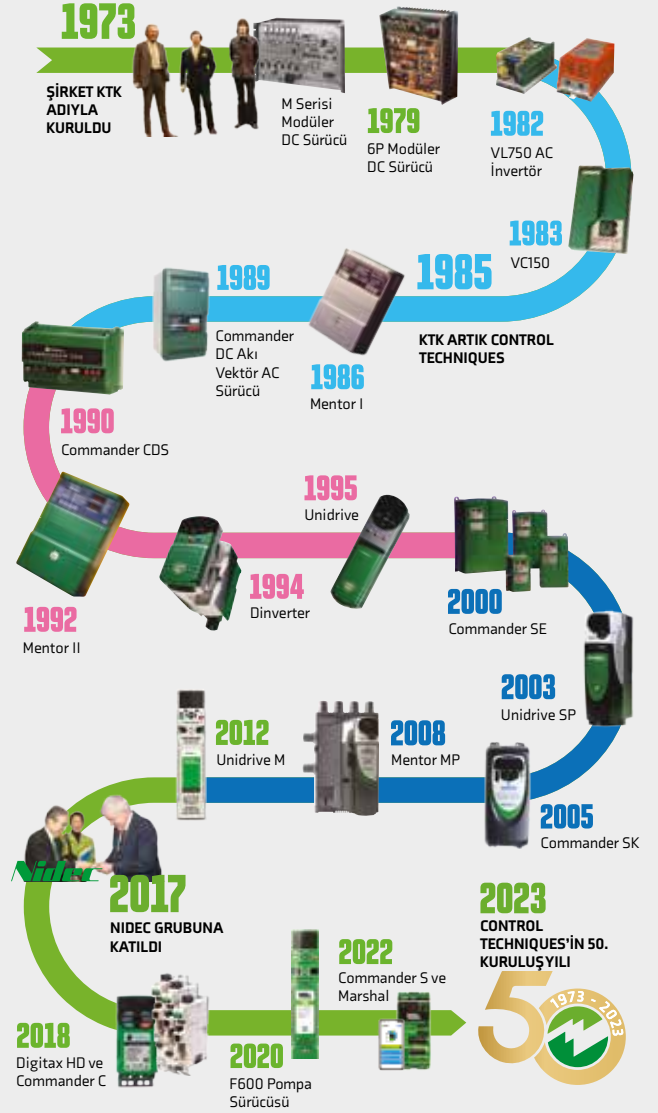 1973
ŞİRKET KTK
ADIYLA
KURULDU
M Serisi
Modüler
DC Sürücü
1979
6P Modüler
DC Sürücü
1982
VL750 AC
İnvertör
1983
VC150
1985
KTK ARTIK CONTROL
TECHNIQUES
1986
Mentor I
1989
Commander
DC Akı
Vektör AC
Sürücü
1990
Commander CDS
1992
Mentor II
1994
Dinverter
1995
Unidrive
2000
Commander SE
2003
Unidrive SP
2005
Commander SK
2008
Mentor MP
2012
Unidrive M
Nidec
2017
NIDEC GRUBUNA
KATILDI
2018
Digitax HD ve
Commander C
2020
F600 Pompa
Sürücüsü
2022
Commander S ve
Marshal
2023
CONTROL
TECHNIQUES'İN 50.
KURULUŞ YILI
50
1973 - 2023